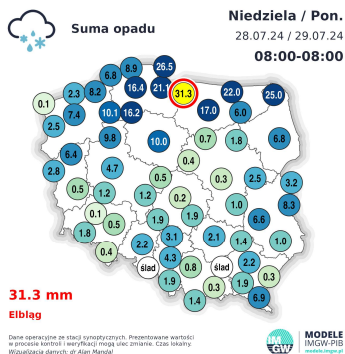 Suma opadu
Niedziela / Pon.
28.07.24 / 29.07.24
08:00-08:00
6.8 8.9 26.5
0.1 2.3 8.2 16.4 21.1 31.3 22.0 25.0
2.5 7.4 10.1 16.2 17.0 6.0
6.4 9.8 10.0 0.7 1.8 6.8
2.8 4.7 0.4
0.5 1.2 0.5 0.3 2.5 3.2
0.1 0.5 1.2 0.2 1.0 8.3
1.8 1.9 1.9 6.6
0.4 2.2 3.1 2.1 1.4 1.0
ślad 4.3 0.8 ślad 2.2
1.9 0.3 1.9 0.3
1.4 6.9
31.3 mm
Elbląg
Dane operacyjne ze stacji synoptycznych. Prezentowane wartości
w procesie kontroli i weryfikacji mogą ulec zmianie. Czas lokalny.
Wizualizacja danych: dr Alan Mandal
IM
GW
MODELE
IMGW-PIB
modele.imgw.pl